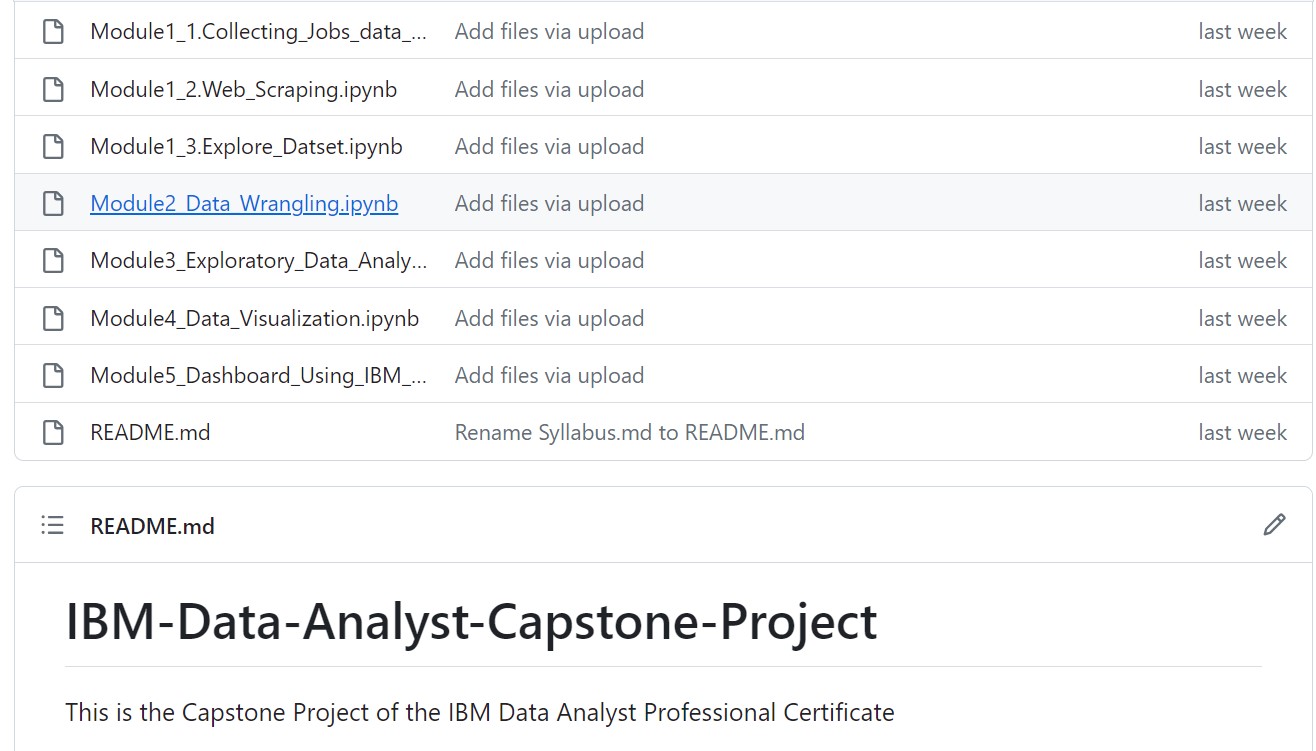 Module1_1.Collecting_Jobs_data_... Add files via upload last week
Module1_2.Web_Scraping.ipynb Add files via upload last week
Module1_3.Explore_Datset.ipynb Add files via upload last week
Module2_Data_Wrangling.ipynb Add files via upload last week
Module3_Exploratory_Data_Analy... Add files via upload last week
Module4_Data_Visualization.ipynb Add files via upload last week
Module5_Dashboard_Using_IBM_... Add files via upload last week
README.md Rename Syllabus.md to README.md last week
README.md
IBM-Data-Analyst-Capstone-Project
This is the Capstone Project of the IBM Data Analyst Professional Certificate